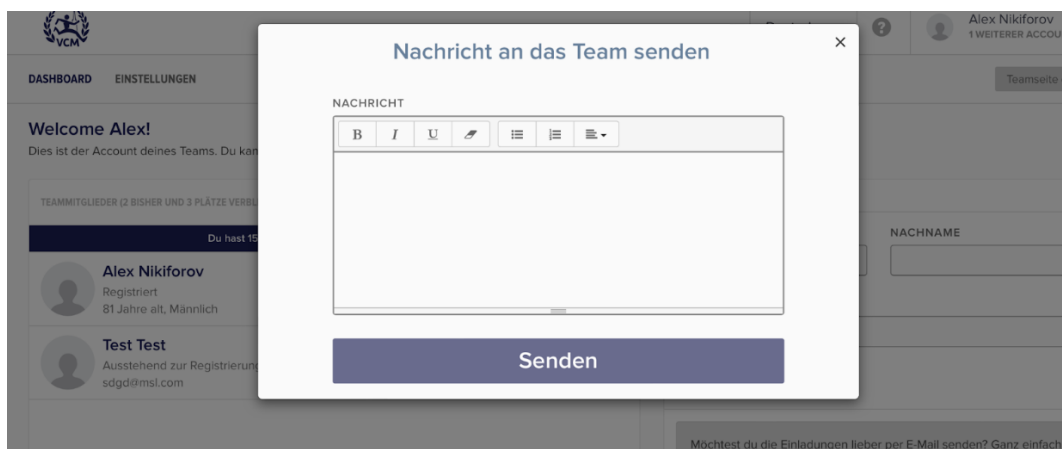 VCM
Alex Nikiforov
1 WEITERER ACCOU
DASHBOARD EINSTELLUNGEN
Teamseite
Nachricht an das Team senden
×
NACHRICHT
B I U
Senden
Welcome Alex!
Dies ist der Account deines Teams. Du kan
TEAMMITGLIEDER (2 BISHER UND 3 PLÄTZE VERBL
Du hast 15
Alex Nikiforov
Registriert
81 Jahre alt, Männlich
Test Test
Ausstehend zur Registrierung
sdgd@msl.com
NACHNAME
Möchtest du die Einladungen lieber per E-Mail senden? Ganz einfach